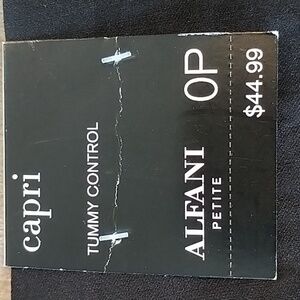 capri
TUMMY CONTROL
ALFANI
PETITE
0P
$44.99